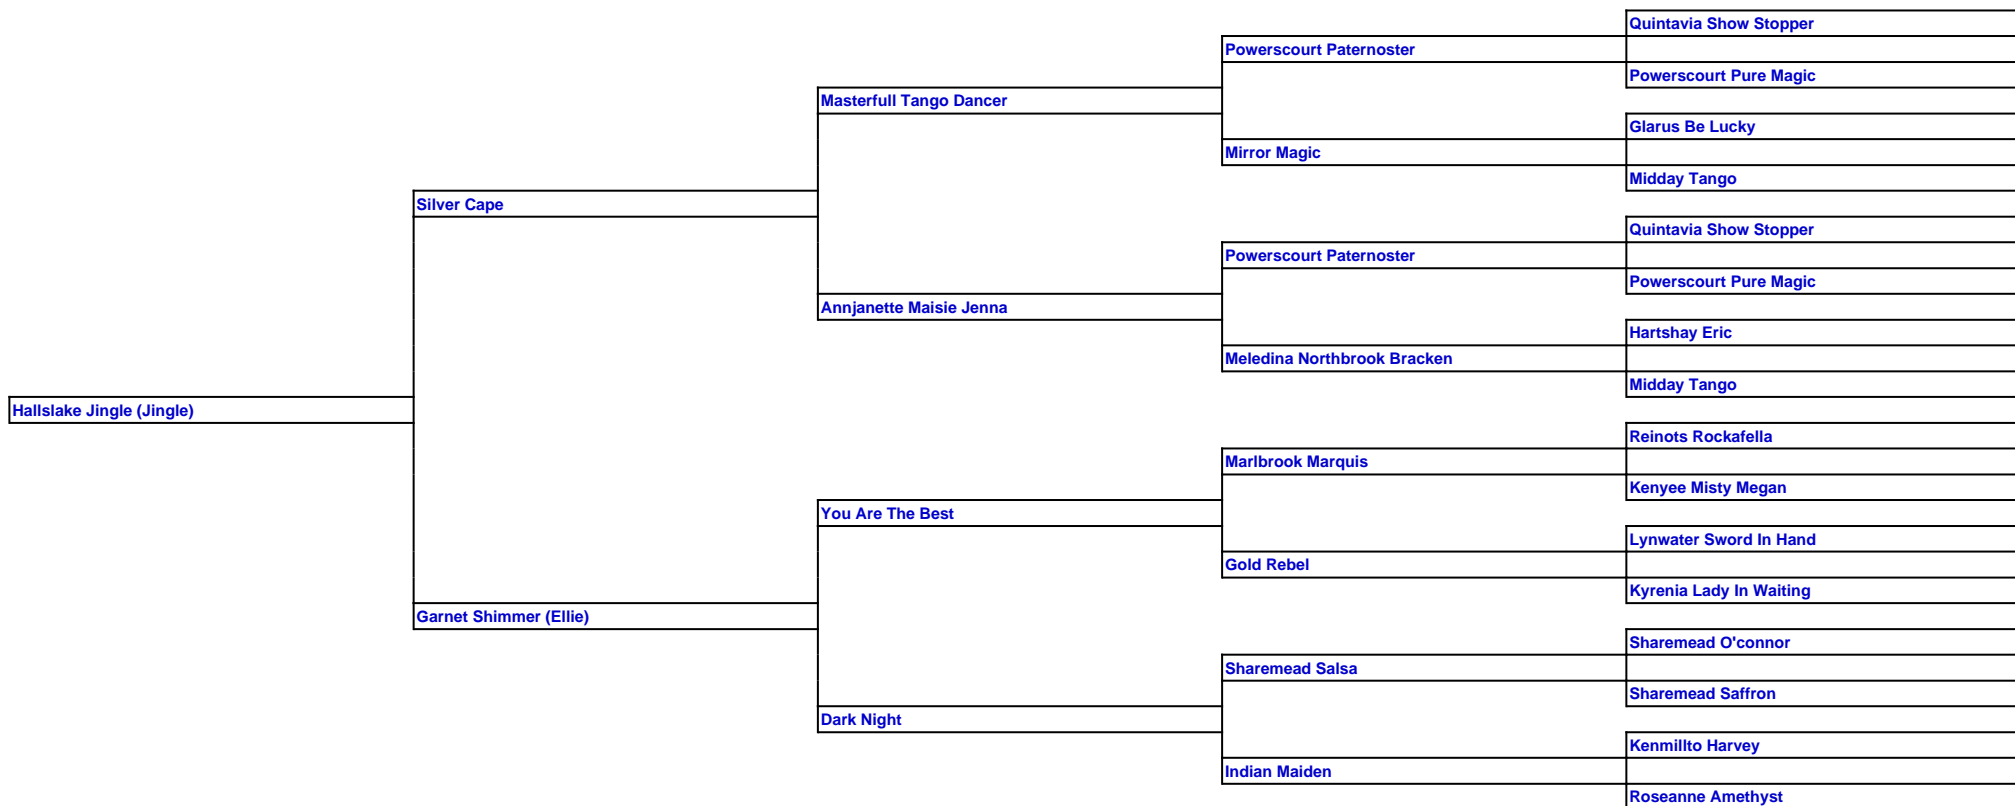 Quintavia Show Stopper
Powerscourt Paternoster
Powerscourt Pure Magic
Masterfull Tango Dancer
Glarus Be Lucky
Mirror Magic
Midday Tango
Silver Cape
Quintavia Show Stopper
Powerscourt Paternoster
Powerscourt Pure Magic
Annjanette Maisie Jenna
Hartshay Eric
Meledina Northbrook Bracken
Midday Tango
Hallslake Jingle (Jingle)
Reinots Rockafella
Marlbrook Marquis
Kenyee Misty Megan
You Are The Best
Lynwater Sword In Hand
Gold Rebel
Kyrenia Lady In Waiting
Garnet Shimmer (Ellie)
Sharemead O'connor
Sharemead Salsa
Sharemead Saffron
Dark Night
Kenmillto Harvey
Indian Maiden
Roseanne Amethyst